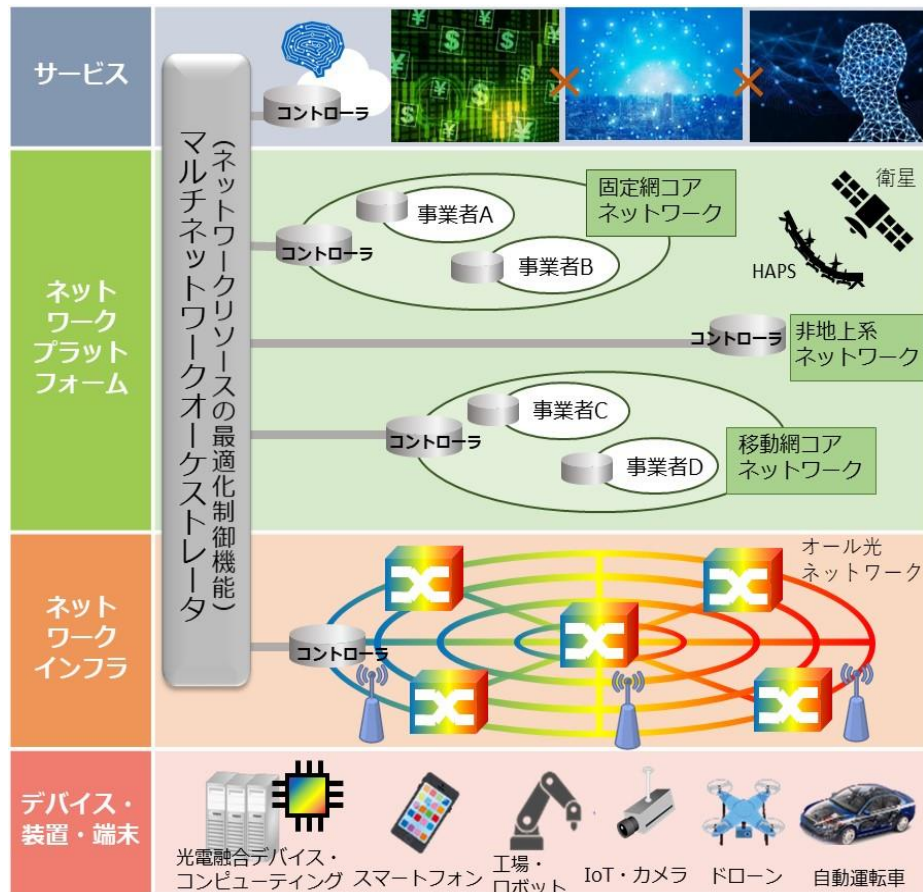 サービス
コントローラ
マルチネットワークオーケストレータ
(ネットワークリソースの最適化制御機能)
ネット
ワーク
プラット
フォーム
コントローラ
事業者A
事業者B
固定網コア
ネットワーク
衛星
HAPS
コントローラ
非地上系
ネットワーク
コントローラ
事業者C
事業者D
移動網コア
ネットワーク
ネット
ワーク
インフラ
コントローラ
オール光
ネットワーク
デバイス・
装置・端末
光電融合デバイス・
コンピューティング
スマートフォン
工場・
ロボット
IoT・カメラ
ドローン
自動運転車